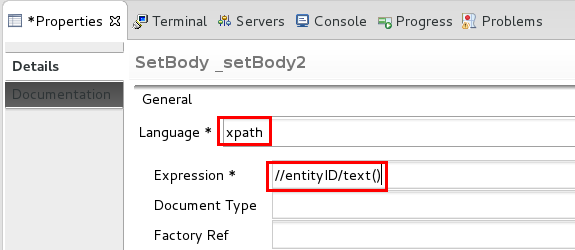 *Properties Terminal Servers Console Progress Problems
Details
Documentation
SetBody _setBody2
General
Language * xpath
Expression * //entityID/text()
Document Type
Factory Ref